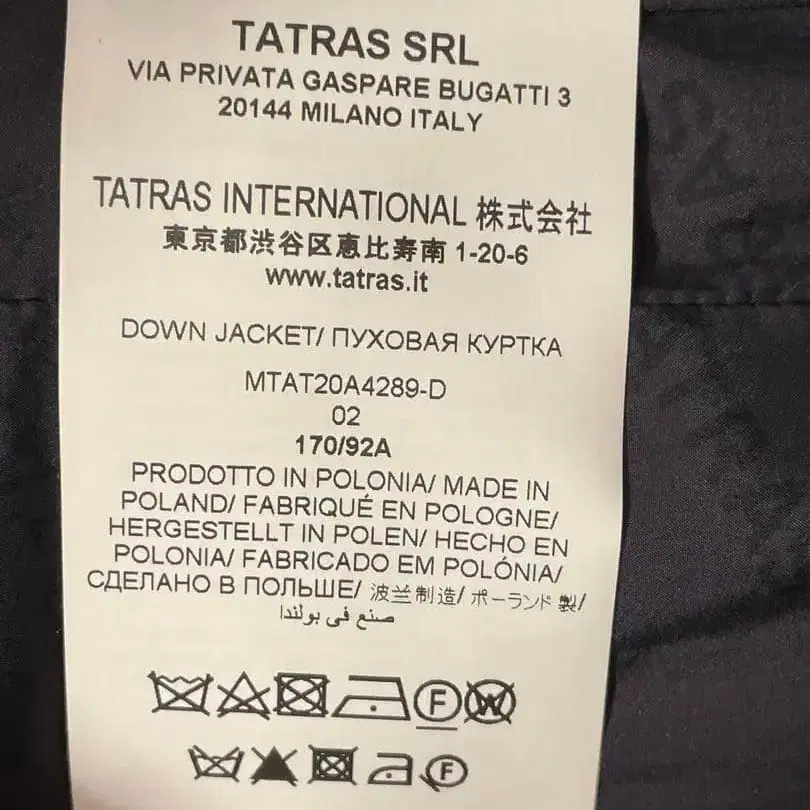 TATRAS SRL
VIA PRIVATA GASPARE BUGATTI 3
20144 MILANO ITALY
TATRAS INTERNATIONAL 株式会社
東京都渋谷区恵比寿南 1-20-6
www.tatras.it
DOWN JACKET/ ПУХОВАЯ КУРТКА
MTAT20A4289-D
02
170/92A
PRODOTTO IN POLONIA/ MADE IN
POLAND/ FABRIQUÉ EN POLOGNE/
HERGESTELLT IN POLEN/ HECHO EN
POLONIA/ FABRICADO EM POLÓNIA/
СДЕЛАНО В ПОЛЬШЕ/ 波兰制造/ ポーランド 製/
صنع في بولندا
F W
F